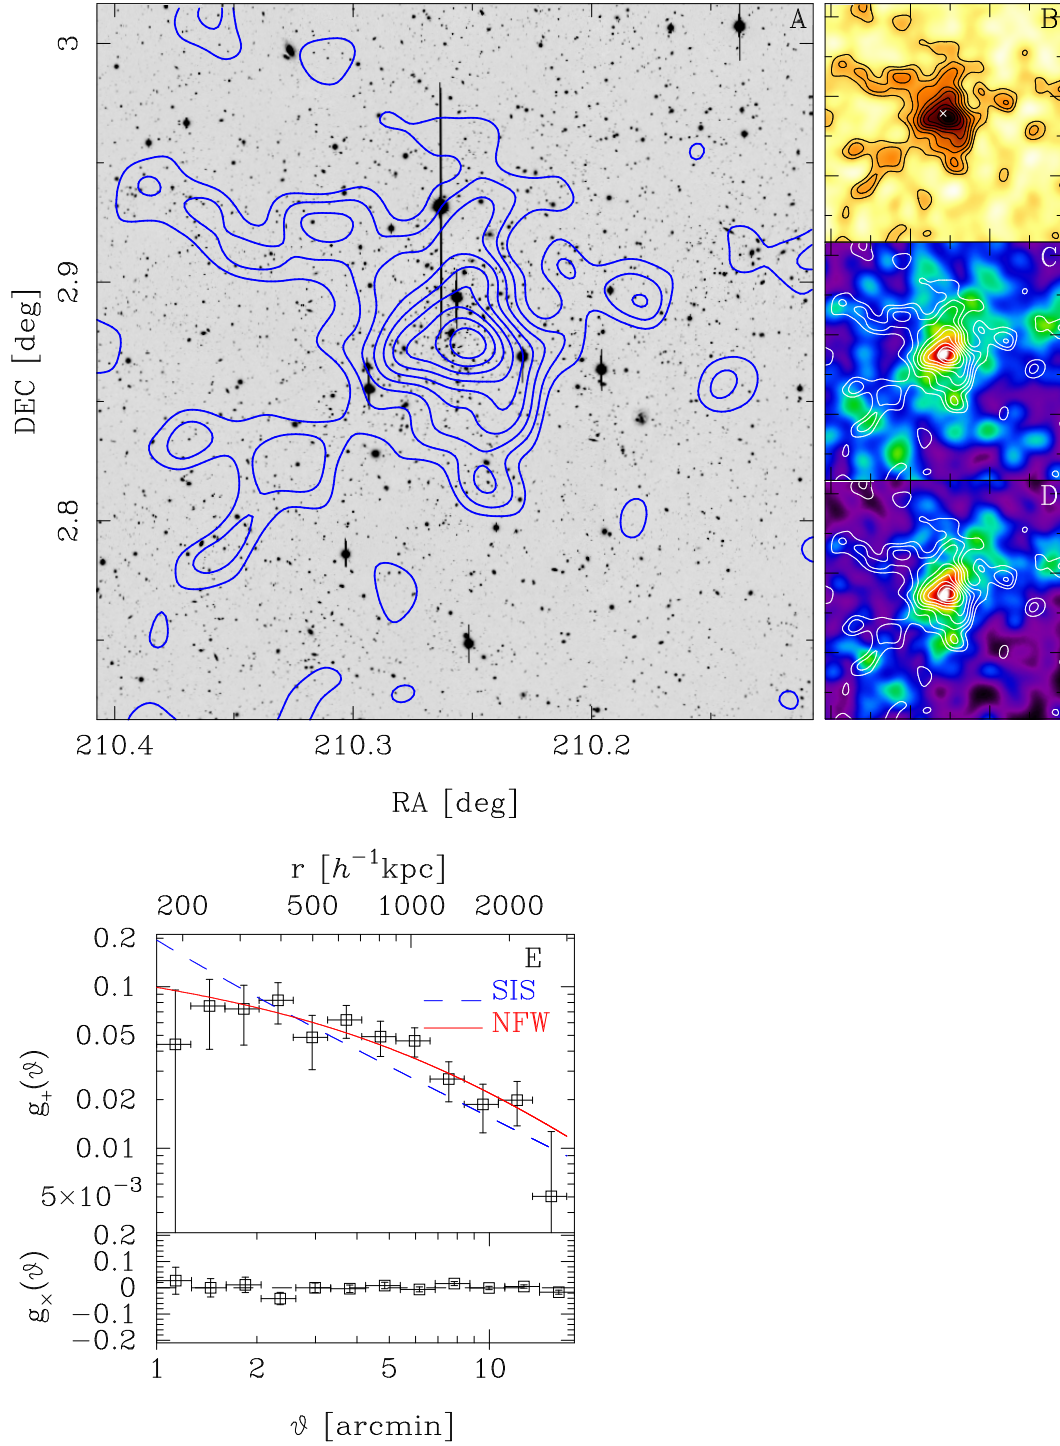 A
B
C
D
3
2.9
2.8
DEC [deg]
210.4 210.3 210.2
RA [deg]
r [h⁻¹kpc]
200 500 1000 2000
E
SIS
NFW
0.2
0.1
0.05
0.02
0.01
5×10⁻³
g₊(ϑ)
0.2
0.1
0
−0.1
−0.2
g×(ϑ)
1 2 5 10
ϑ [arcmin]